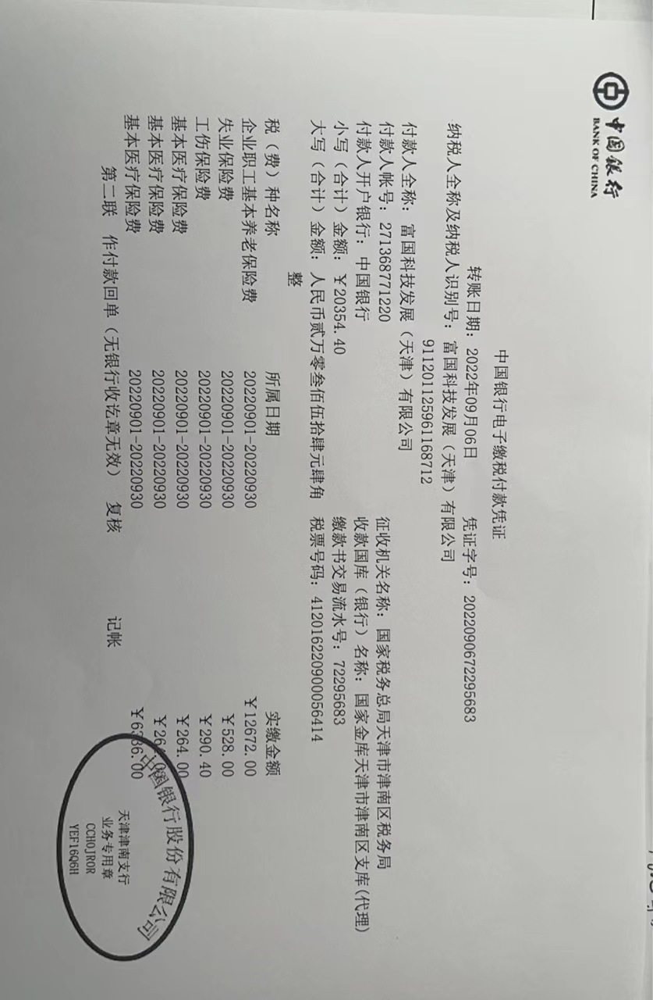 中国银行
BANK OF CHINA
中国银行电子缴税付款凭证
转账日期：2022年09月06日 凭证字号：2022090672295683
纳税人全称及纳税人识别号：富国科技发展（天津）有限公司
911201125961168712
付款人全称：富国科技发展（天津）有限公司
付款人帐号：271368771220 征收机关名称：国家税务总局天津市津南区税务局
付款人开户银行：中国银行 收款国库（银行）名称：国家金库天津市津南区支库(代理)
小写（合计）金额：￥20354.40 缴款书交易流水号：72295683
大写（合计）金额：人民币贰万零叁佰伍拾肆元肆角 税票号码：412016220900056414
整
税（费）种名称 所属日期 实缴金额
企业职工基本养老保险费 20220901-20220930 ￥12672.00
失业保险费 20220901-20220930 ￥528.00
工伤保险费 20220901-20220930 ￥290.40
基本医疗保险费 20220901-20220930 ￥264.00
基本医疗保险费 20220901-20220930 ￥264.00
基本医疗保险费 20220901-20220930 ￥6336.00
第二联 作付款回单（无银行收讫章无效） 复核 记帐
中国银行股份有限公司
天津津南支行
业务专用章
CCHOJROR
YEF16Q6H